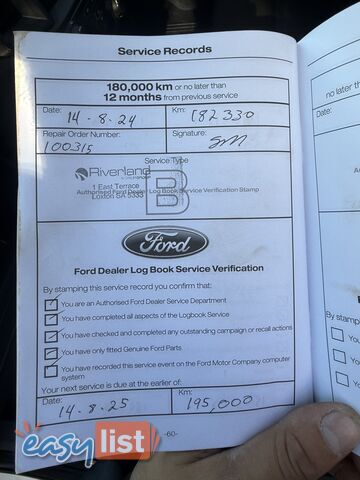 Service Records
180,000 km or no later than
12 months from previous service
Date: 14-8-24 Km: 182330
Repair Order Number: 100315 Signature:
Service Type
Riverland
1 East Terrace
Authorised Ford Dealer Log Book Service Verification Stamp
Loxton SA 5333
B
Ford
Ford Dealer Log Book Service Verification
By stamping this service record you confirm that:
You are an Authorised Ford Dealer Service Department
You have completed all aspects of the Logbook Service
You have checked and completed any outstanding campaign or recall actions
You have only fitted Genuine Ford Parts
You have recorded this service event on the Ford Motor Company computer
system
Your next service is due at the earlier of:
Date: 14-8-25 Km: 195,000
-60-
no later than
Date:
By stamping
You
You
You
You
easylist